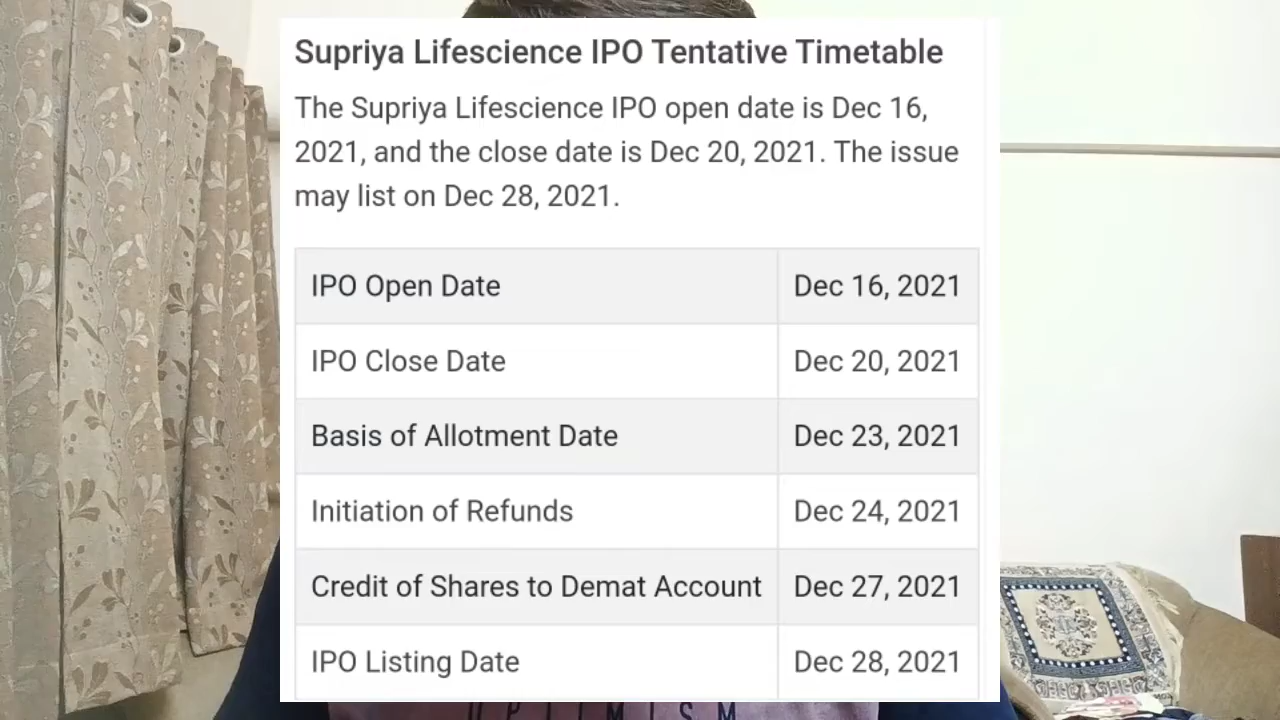 Supriya Lifescience IPO Tentative Timetable
The Supriya Lifescience IPO open date is Dec 16,
2021, and the close date is Dec 20, 2021. The issue
may list on Dec 28, 2021.
IPO Open Date Dec 16, 2021
IPO Close Date Dec 20, 2021
Basis of Allotment Date Dec 23, 2021
Initiation of Refunds Dec 24, 2021
Credit of Shares to Demat Account Dec 27, 2021
IPO Listing Date Dec 28, 2021
OPTIMISM